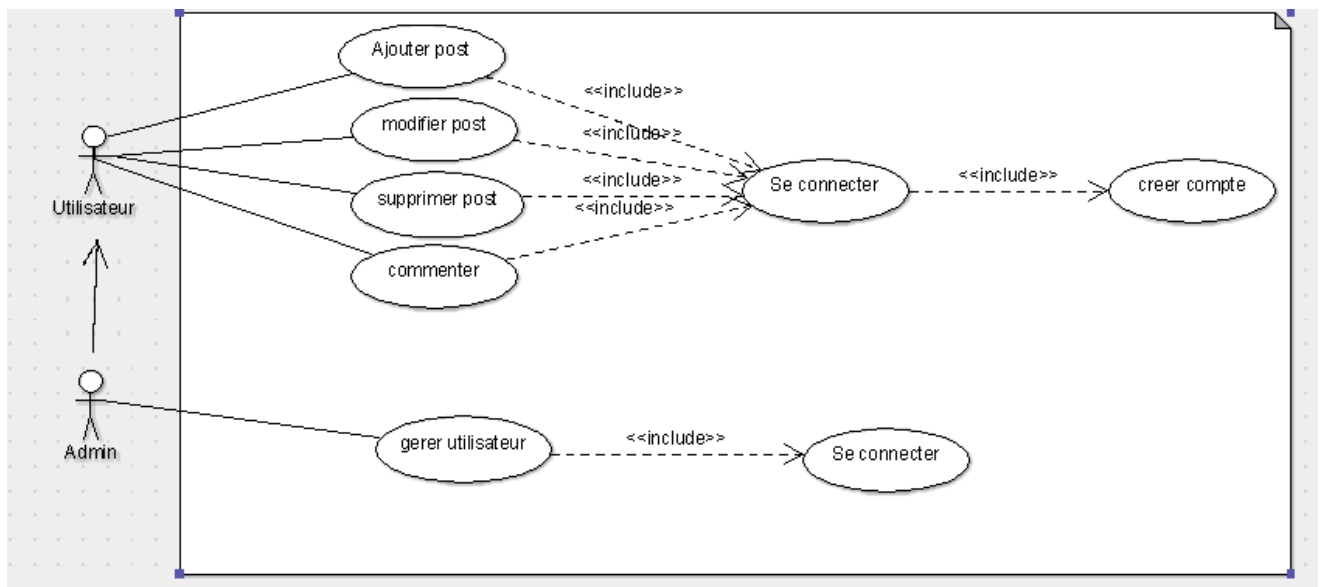 Ajouter post
<<include>>
modifier post
<<include>>
Utilisateur
supprimer post
<<include>>
<<include>>
Se connecter
<<include>>
creer compte
commenter
Admin
gerer utilisateur
<<include>>
Se connecter